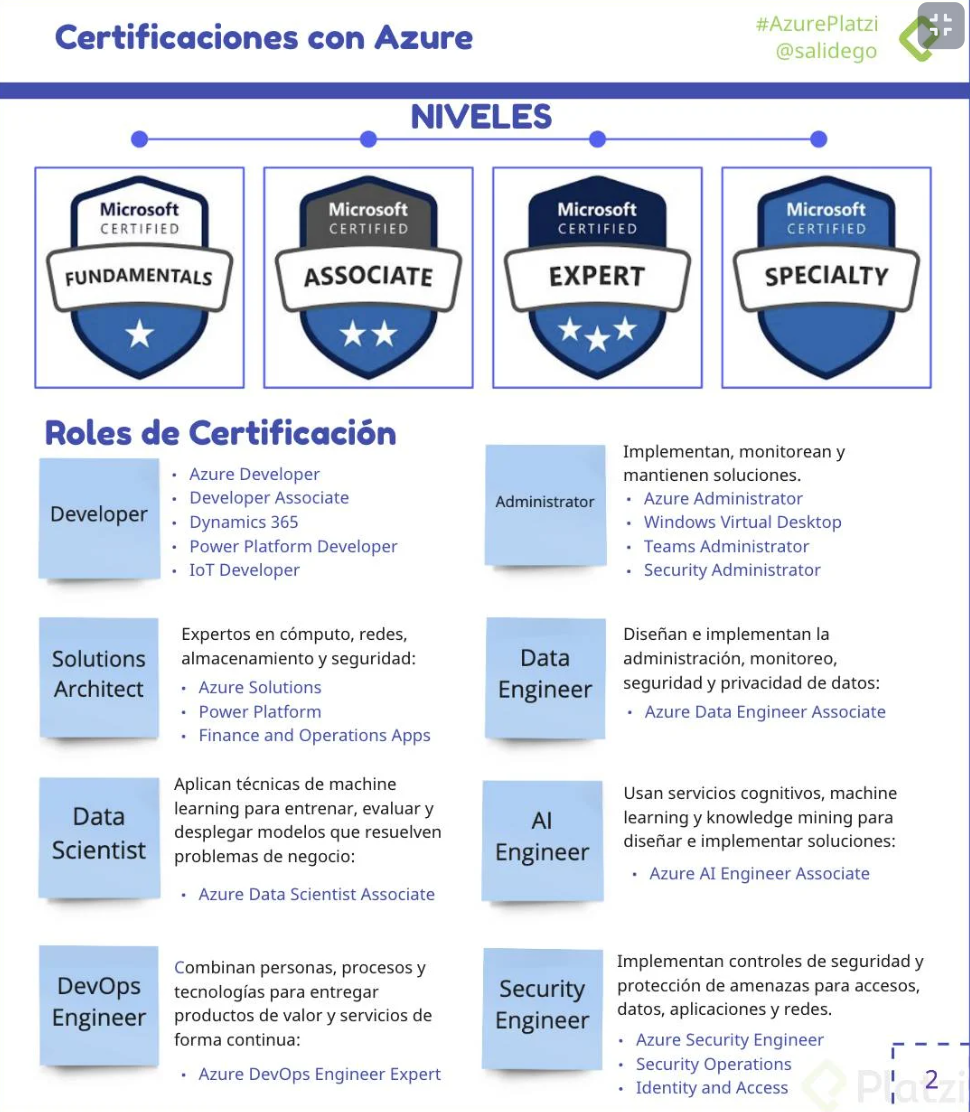 Certificaciones con Azure
#AzurePlatzi
@salidego
NIVELES
Microsoft
CERTIFIED
FUNDAMENTALS
Microsoft
CERTIFIED
ASSOCIATE
Microsoft
CERTIFIED
EXPERT
Microsoft
CERTIFIED
SPECIALTY
Roles de Certificación
Developer
• Azure Developer
• Developer Associate
• Dynamics 365
• Power Platform Developer
• IoT Developer
Administrator
Implementan, monitorean y
mantienen soluciones.
• Azure Administrator
• Windows Virtual Desktop
• Teams Administrator
• Security Administrator
Solutions
Architect
Expertos en cómputo, redes,
almacenamiento y seguridad:
• Azure Solutions
• Power Platform
• Finance and Operations Apps
Data
Engineer
Diseñan e implementan la
administración, monitoreo,
seguridad y privacidad de datos:
• Azure Data Engineer Associate
Data
Scientist
Aplican técnicas de machine
learning para entrenar, evaluar y
desplegar modelos que resuelven
problemas de negocio:
• Azure Data Scientist Associate
AI
Engineer
Usan servicios cognitivos, machine
learning y knowledge mining para
diseñar e implementar soluciones:
• Azure AI Engineer Associate
DevOps
Engineer
Combinan personas, procesos y
tecnologías para entregar
productos de valor y servicios de
forma continua:
• Azure DevOps Engineer Expert
Security
Engineer
Implementan controles de seguridad y
protección de amenazas para accesos,
datos, aplicaciones y redes.
• Azure Security Engineer
• Security Operations
• Identity and Access
Platzi
2